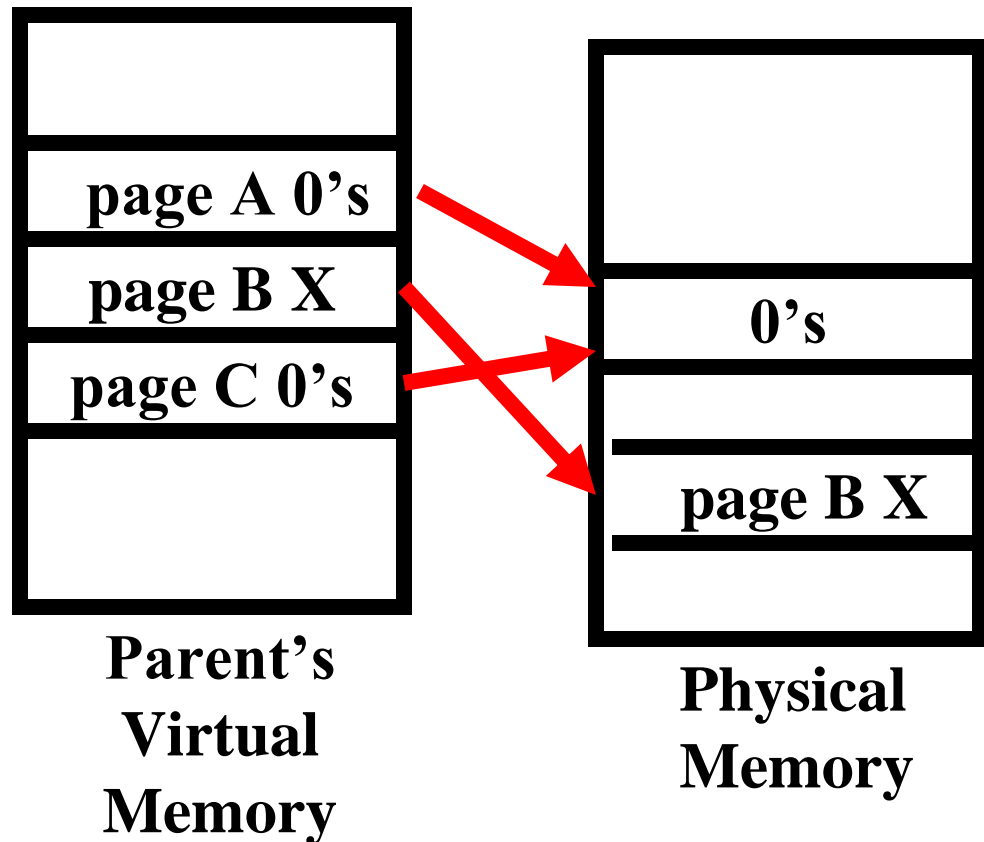 page A 0’s
page B X
page C 0’s
Parent’s
Virtual
Memory
0’s
page B X
Physical
Memory